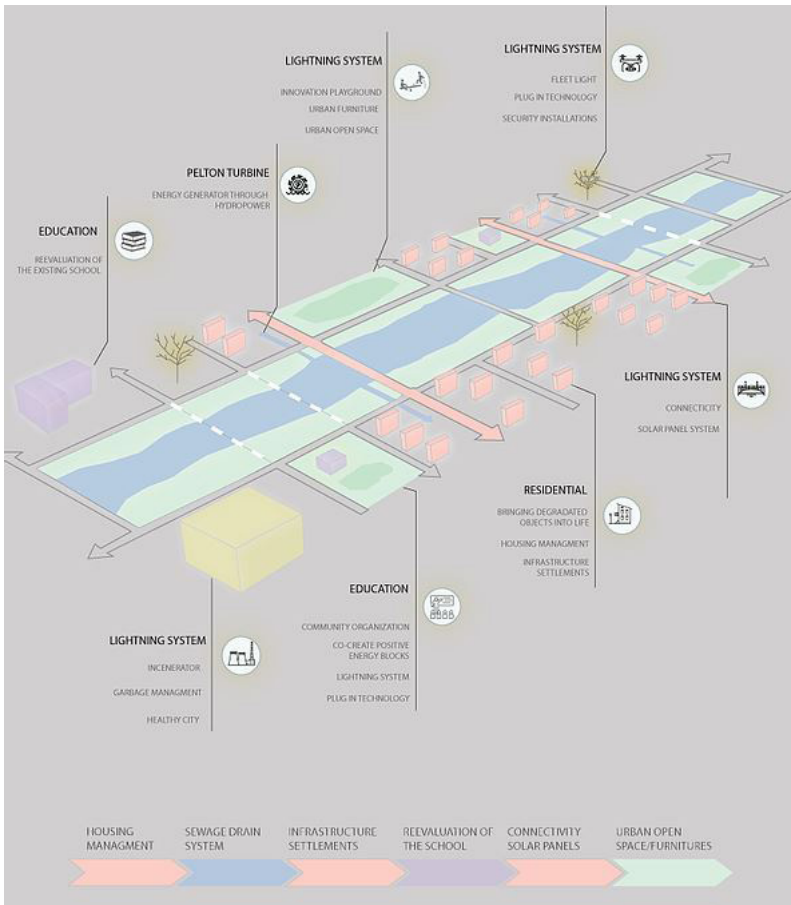 LIGHTNING SYSTEM
INNOVATION PLAYGROUND
URBAN FURNITURE
URBAN OPEN SPACE
LIGHTNING SYSTEM
FLEET LIGHT
PLUG IN TECHNOLOGY
SECURITY INSTALLATIONS
PELTON TURBINE
ENERGY GENERATOR THROUGH
HYDROPOWER
EDUCATION
REEVALUATION OF
THE EXISTING SCHOOL
LIGHTNING SYSTEM
CONNECTICITY
SOLAR PANEL SYSTEM
RESIDENTIAL
BRINGING DEGRADATED
OBJECTS INTO LIFE
HOUSING MANAGMENT
INFRASTRUCTURE
SETTLEMENTS
EDUCATION
COMMUNITY ORGANIZATION
CO-CREATE POSITIVE
ENERGY BLOCKS
LIGHTNING SYSTEM
PLUG IN TECHNOLOGY
LIGHTNING SYSTEM
INCENERATOR
GARBAGE MANAGMENT
HEALTHY CITY
HOUSING
MANAGMENT
SEWAGE DRAIN
SYSTEM
INFRASTRUCTURE
SETTLEMENTS
REEVALUATION OF
THE SCHOOL
CONNECTIVITY
SOLAR PANELS
URBAN OPEN
SPACE/FURNITURES